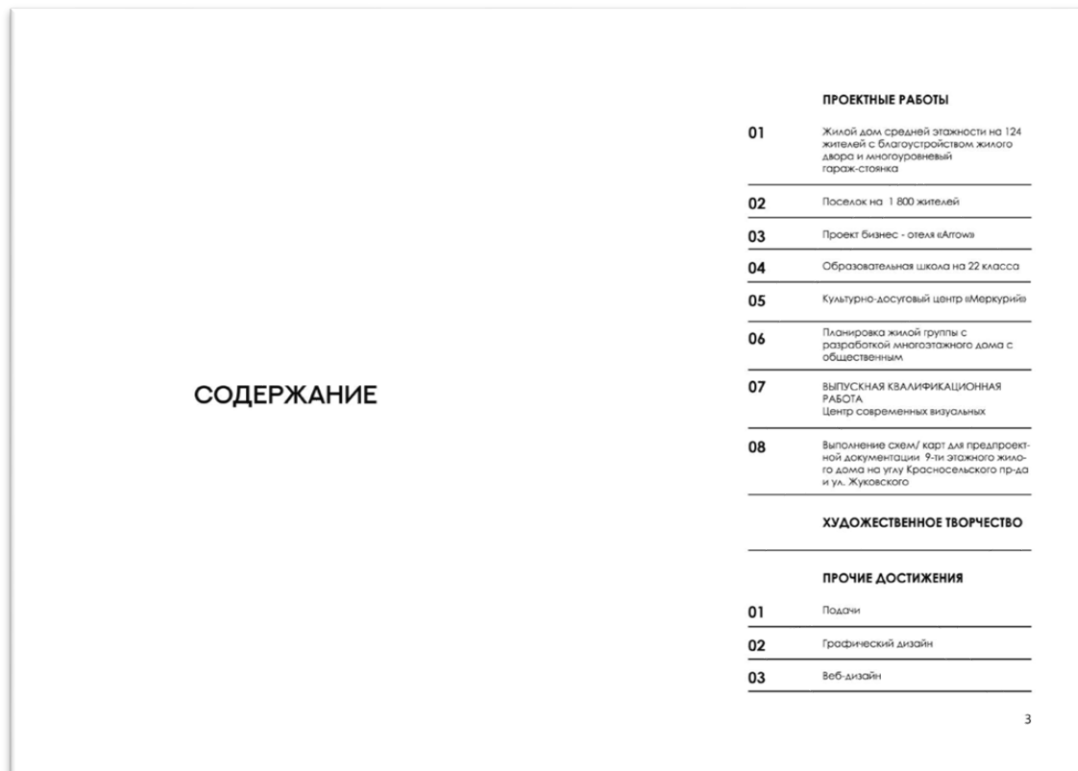 СОДЕРЖАНИЕ
ПРОЕКТНЫЕ РАБОТЫ
01 Жилой дом средней этажности на 124
жителей с благоустройством жилого
двора и многоуровневый
гараж-стоянка
02 Поселок на 1 800 жителей
03 Проект бизнес - отеля «Arrow»
04 Образовательная школа на 22 класса
05 Культурно-досуговый центр «Меркурий»
06 Планировка жилой группы с
разработкой многоэтажного дома с
общественным
07 ВЫПУСКНАЯ КВАЛИФИКАЦИОННАЯ
РАБОТА
Центр современных визуальных
08 Выполнение схем/ карт для предпроект-
ной документации 9-ти этажного жило-
го дома на углу Красносельского пр-да
и ул. Жуковского
ХУДОЖЕСТВЕННОЕ ТВОРЧЕСТВО
ПРОЧИЕ ДОСТИЖЕНИЯ
01 Подачи
02 Графический дизайн
03 Веб-дизайн
3